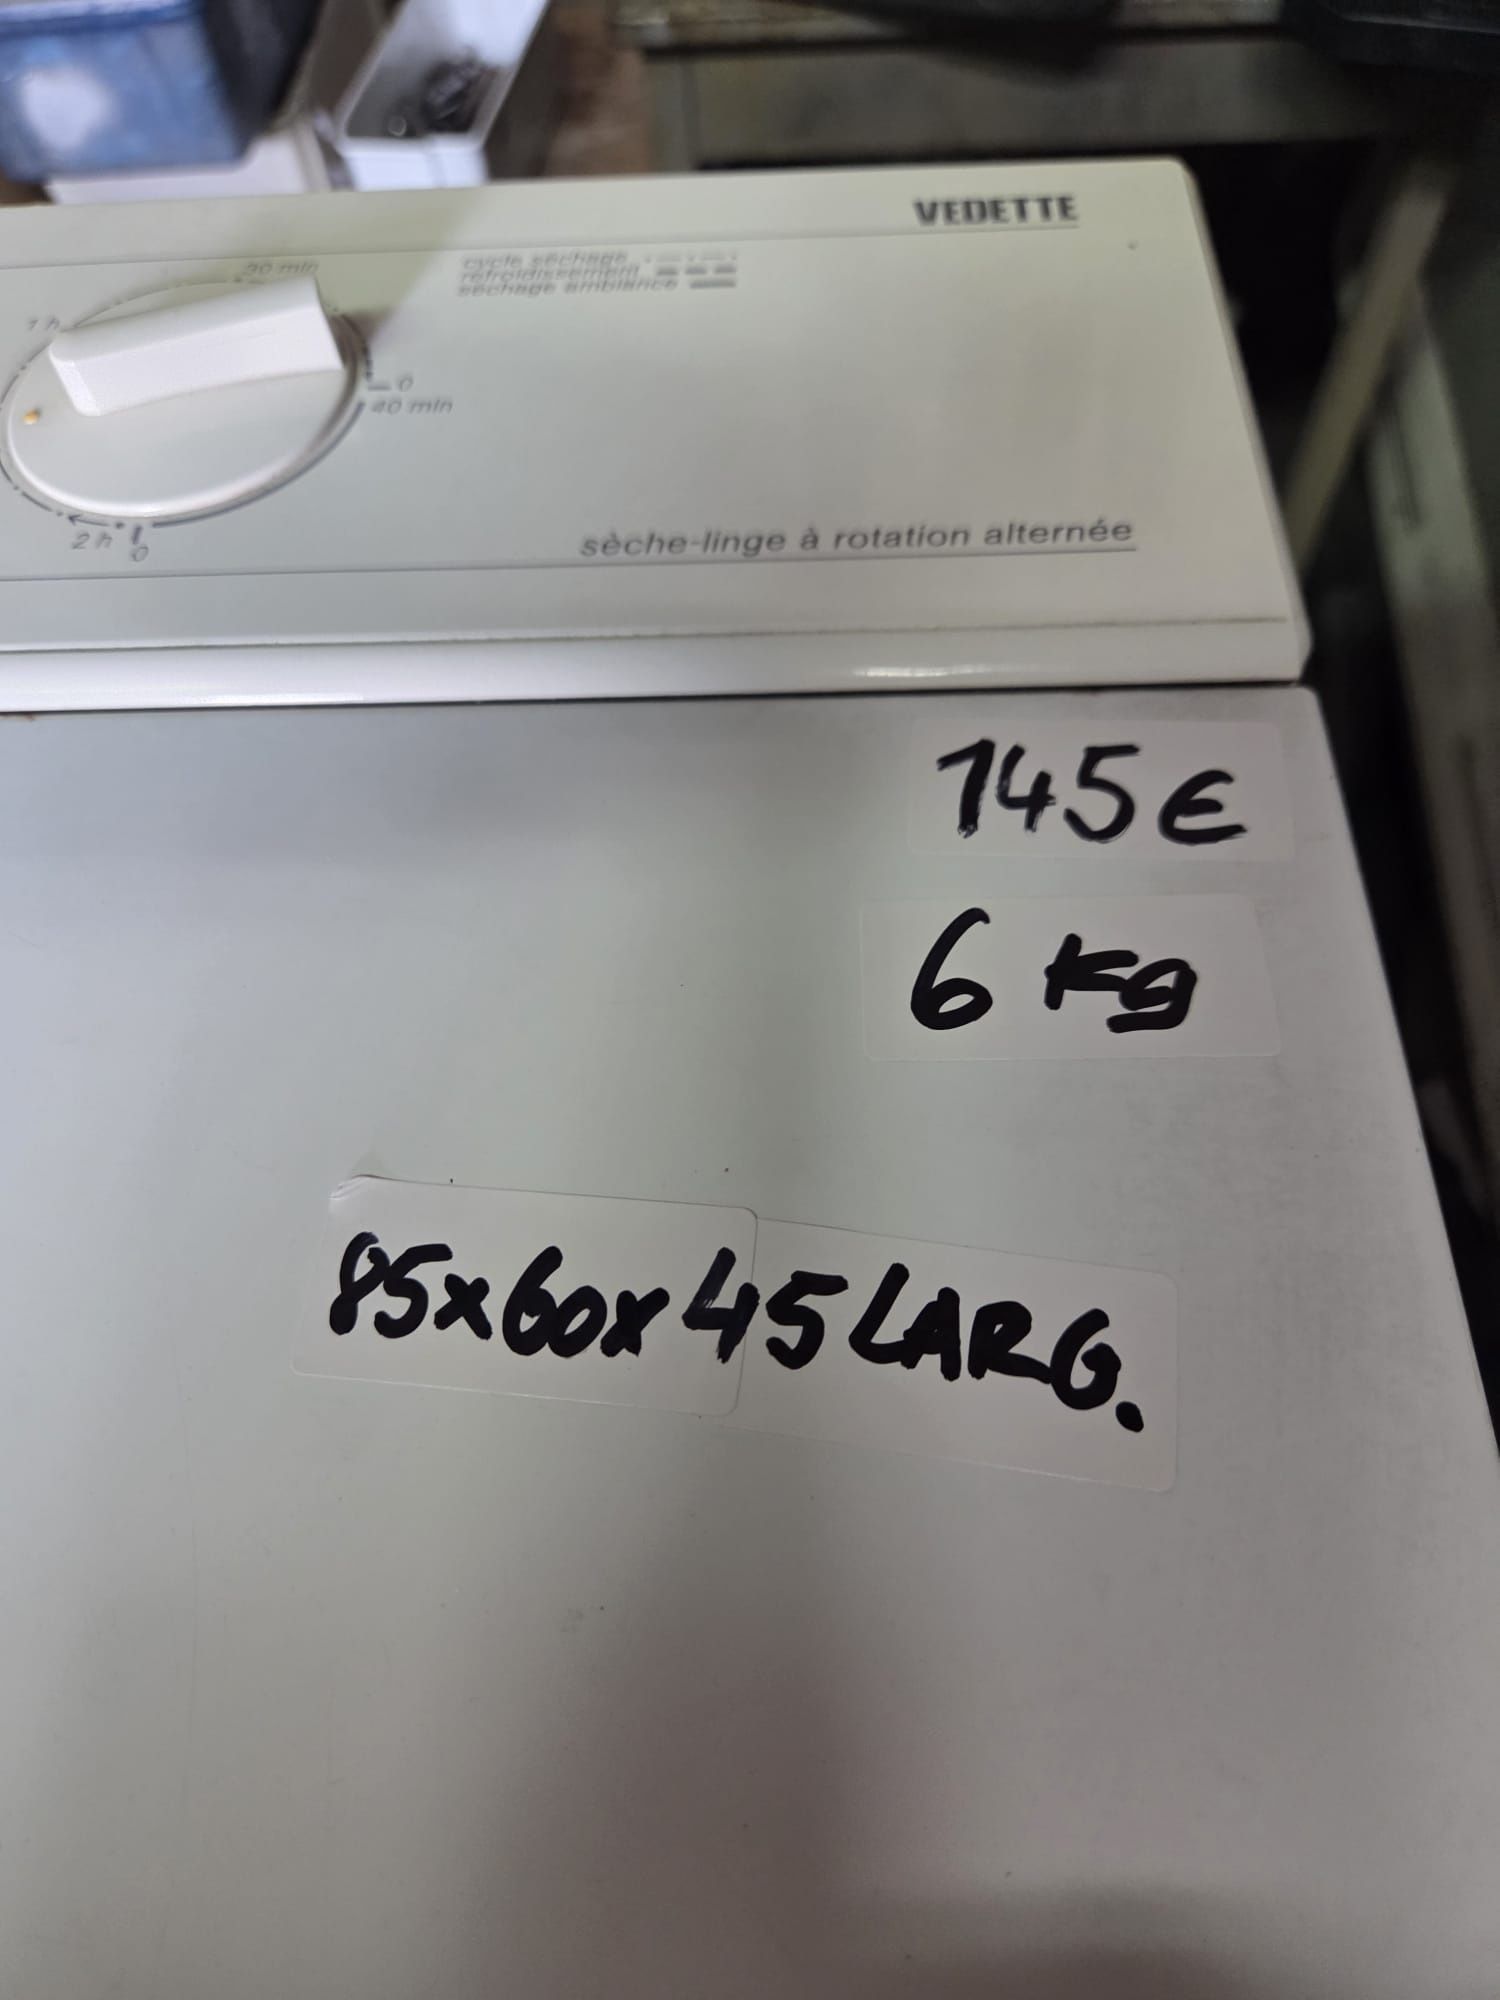 VEDETTE
30 min
cycle séchage
refroidissement
séchage ambiance
1 h
0
40 min
2 h
0
sèche-linge à rotation alternée
145€
6 kg
85x60x45 LARG.